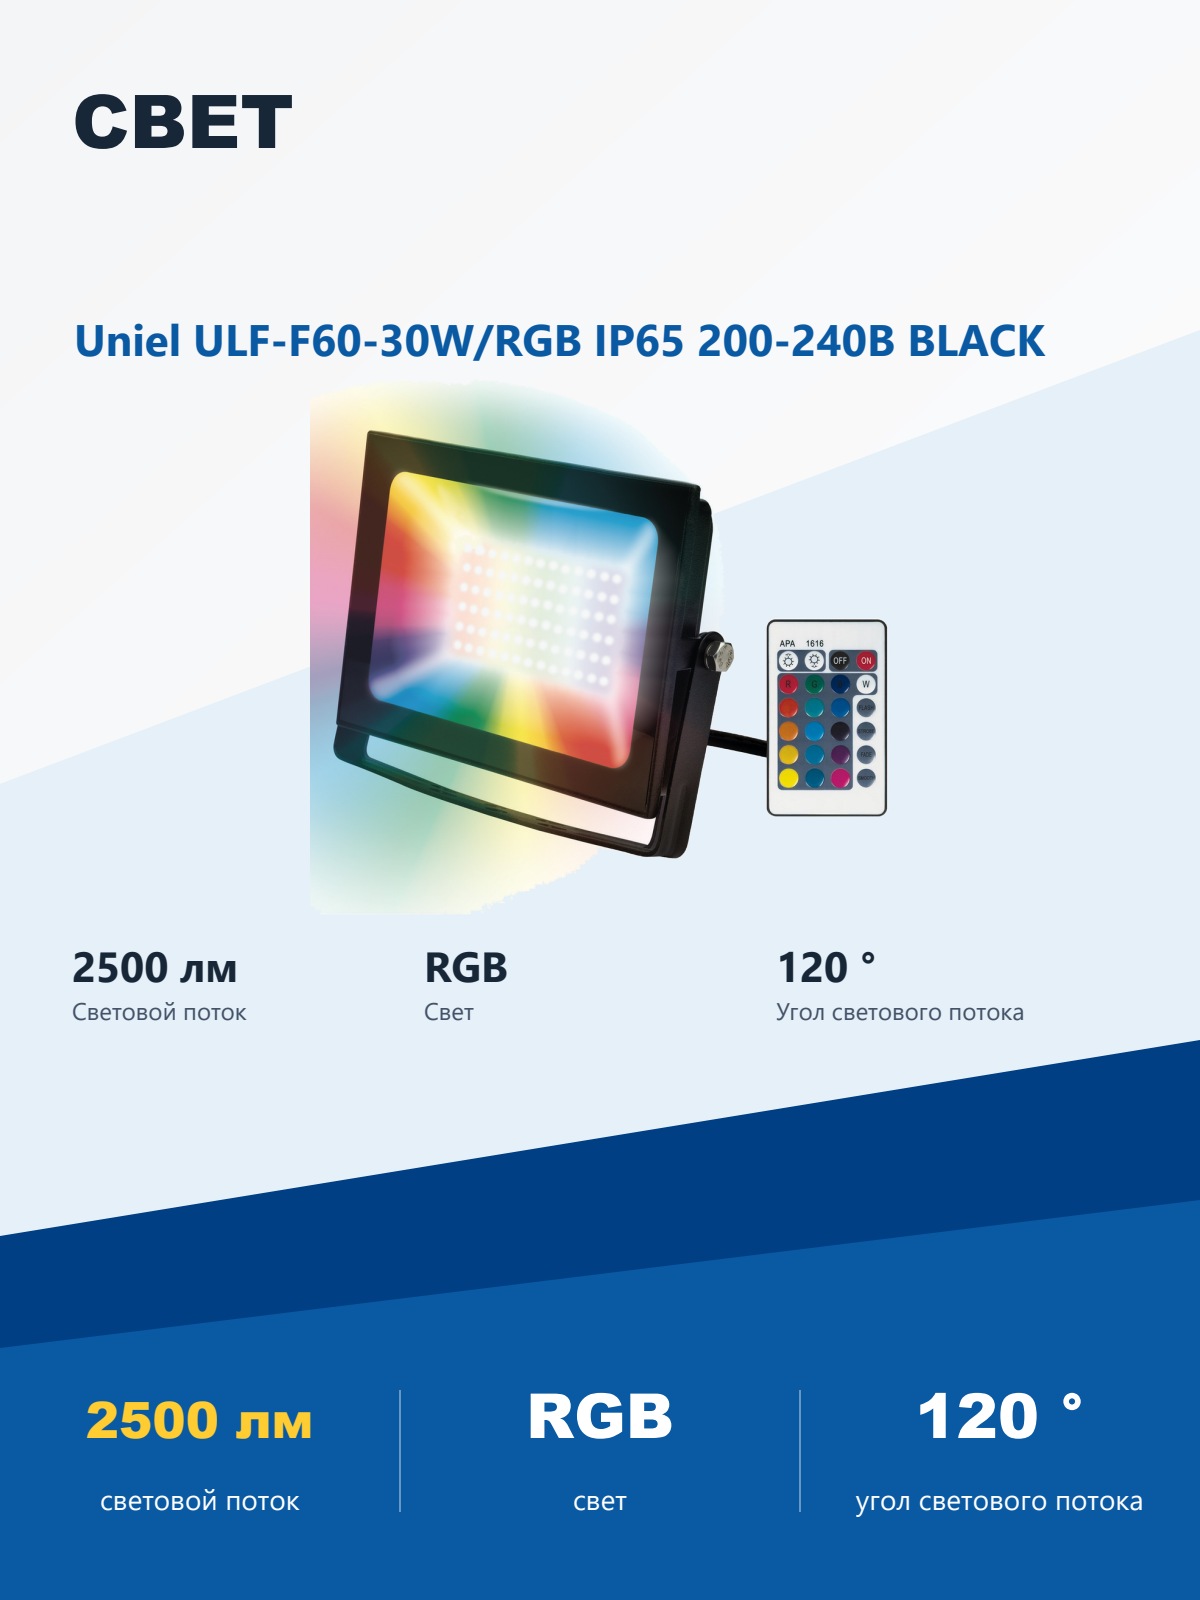 СВЕТ
Uniel ULF-F60-30W/RGB IP65 200-240В BLACK
APA 1616
OFF ON
R G W
2500 лм RGB 120 °
Световой поток Свет Угол светового потока
2500 лм RGB 120 °
световой поток свет угол светового потока